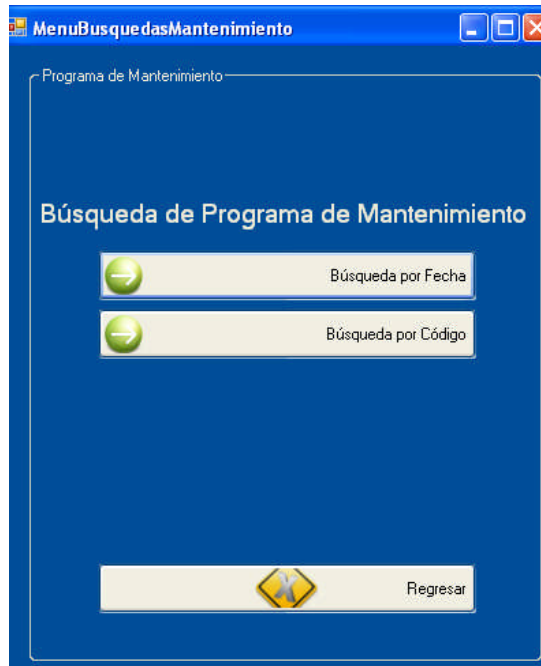 MenuBusquedasMantenimiento
Programa de Mantenimiento
Búsqueda de Programa de Mantenimiento
Búsqueda por Fecha
Búsqueda por Código
Regresar